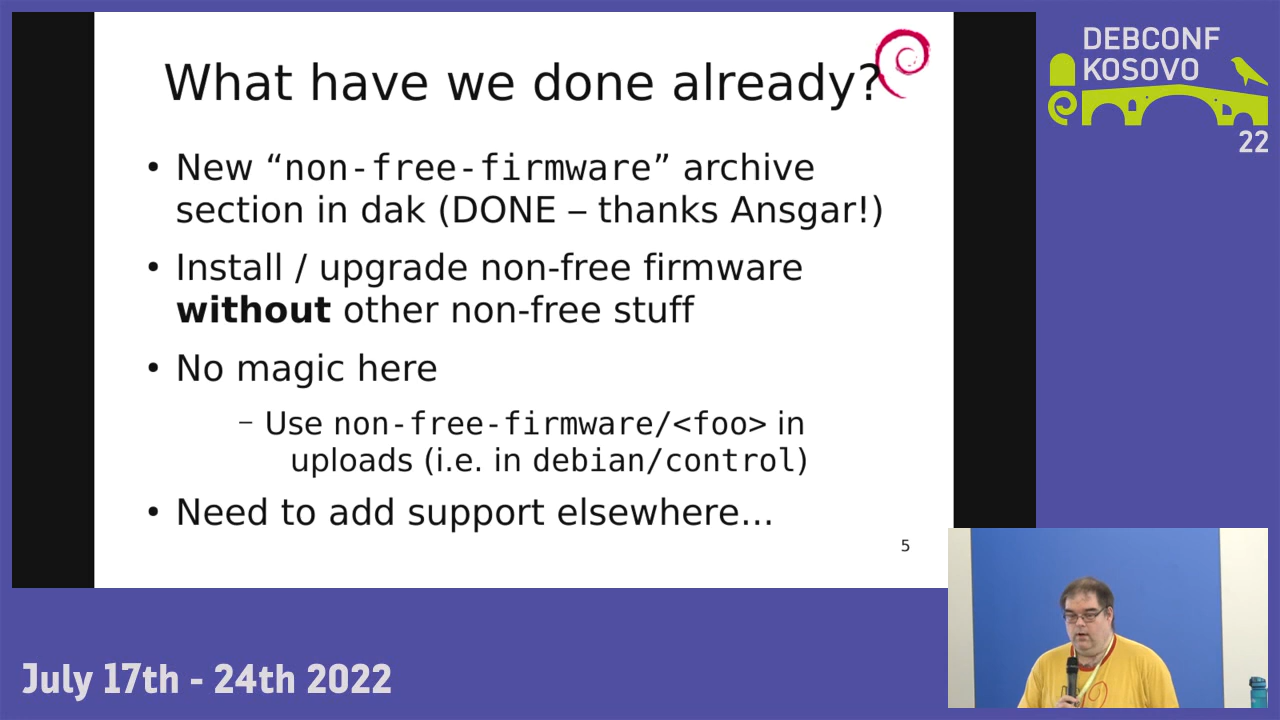 What have we done already?
• New “non-free-firmware” archive
section in dak (DONE – thanks Ansgar!)
• Install / upgrade non-free firmware
without other non-free stuff
• No magic here
– Use non-free-firmware/<foo> in
uploads (i.e. in debian/control)
• Need to add support elsewhere...
5
DEBCONF
KOSOVO
22
July 17th - 24th 2022